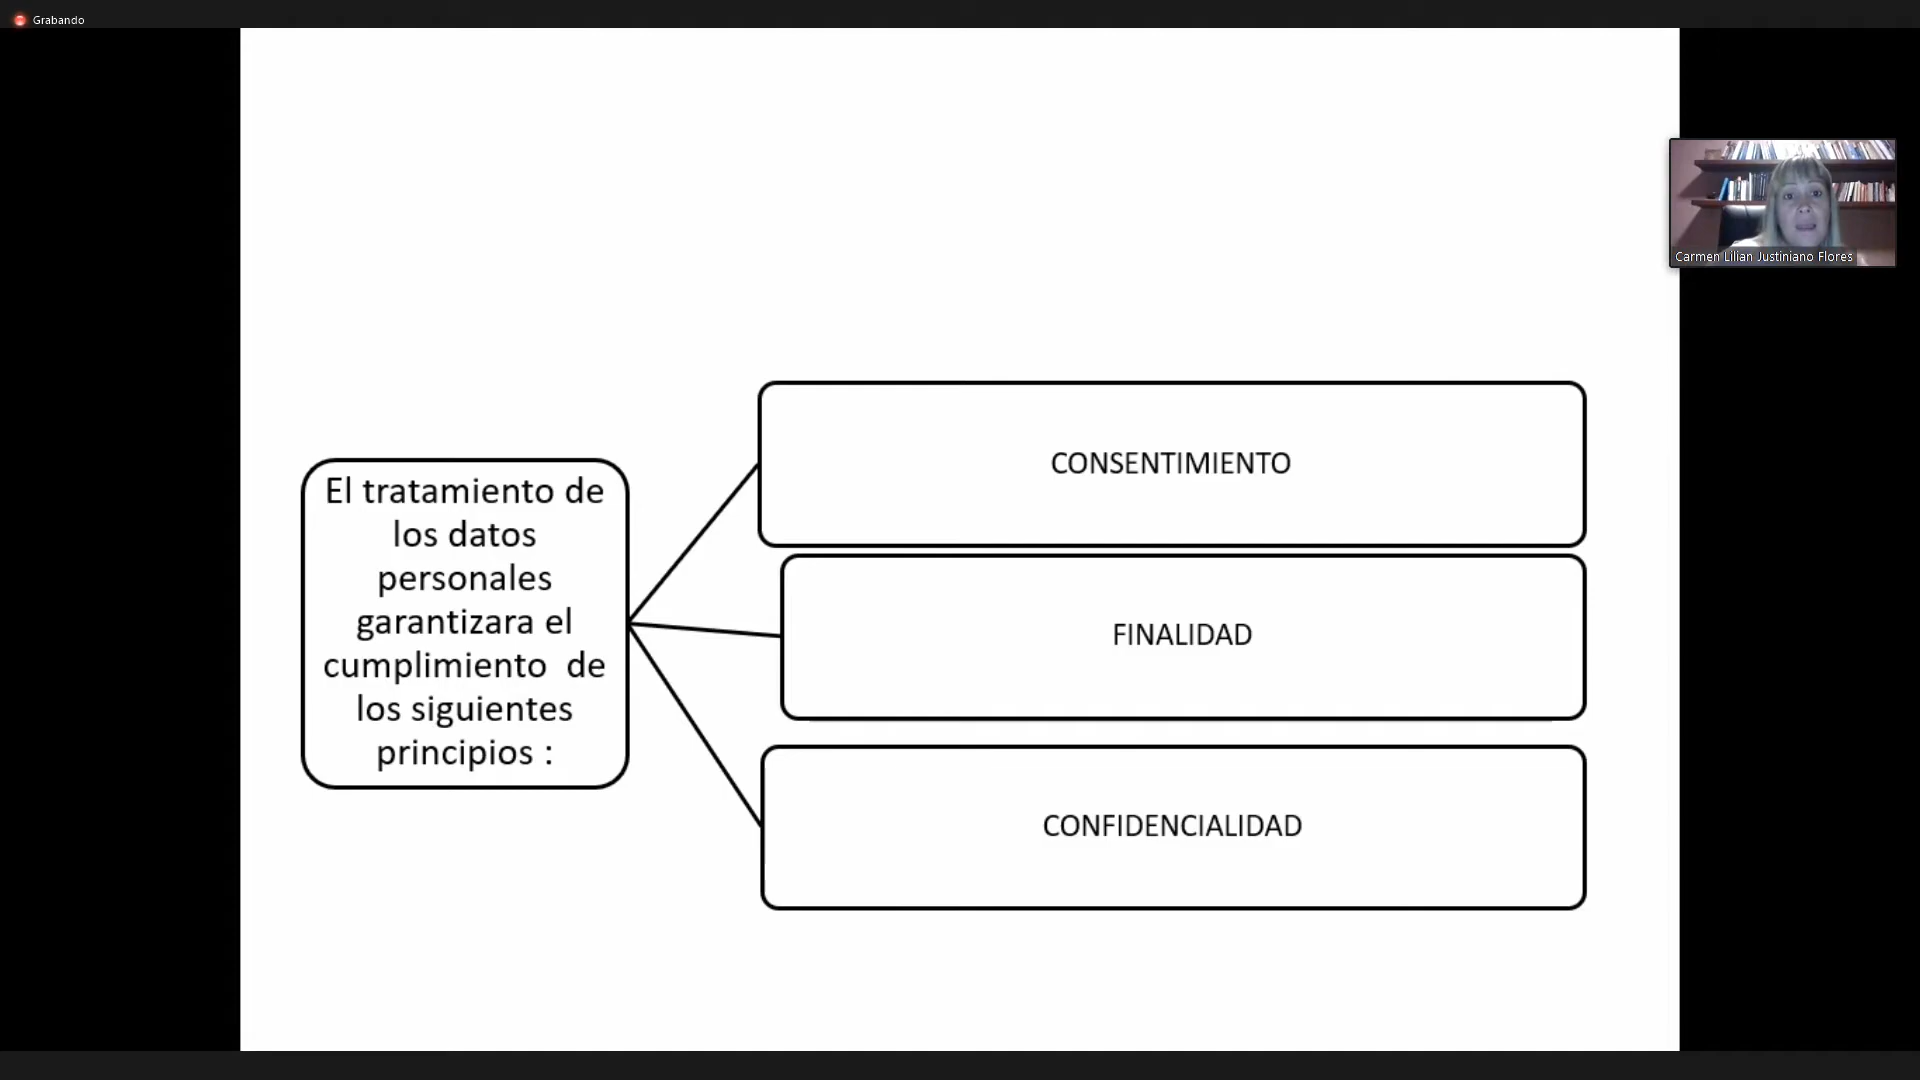 Grabando
El tratamiento de
los datos
personales
garantizara el
cumplimiento  de
los siguientes
principios :
CONSENTIMIENTO
FINALIDAD
CONFIDENCIALIDAD
Carmen Lilian Justiniano Flores